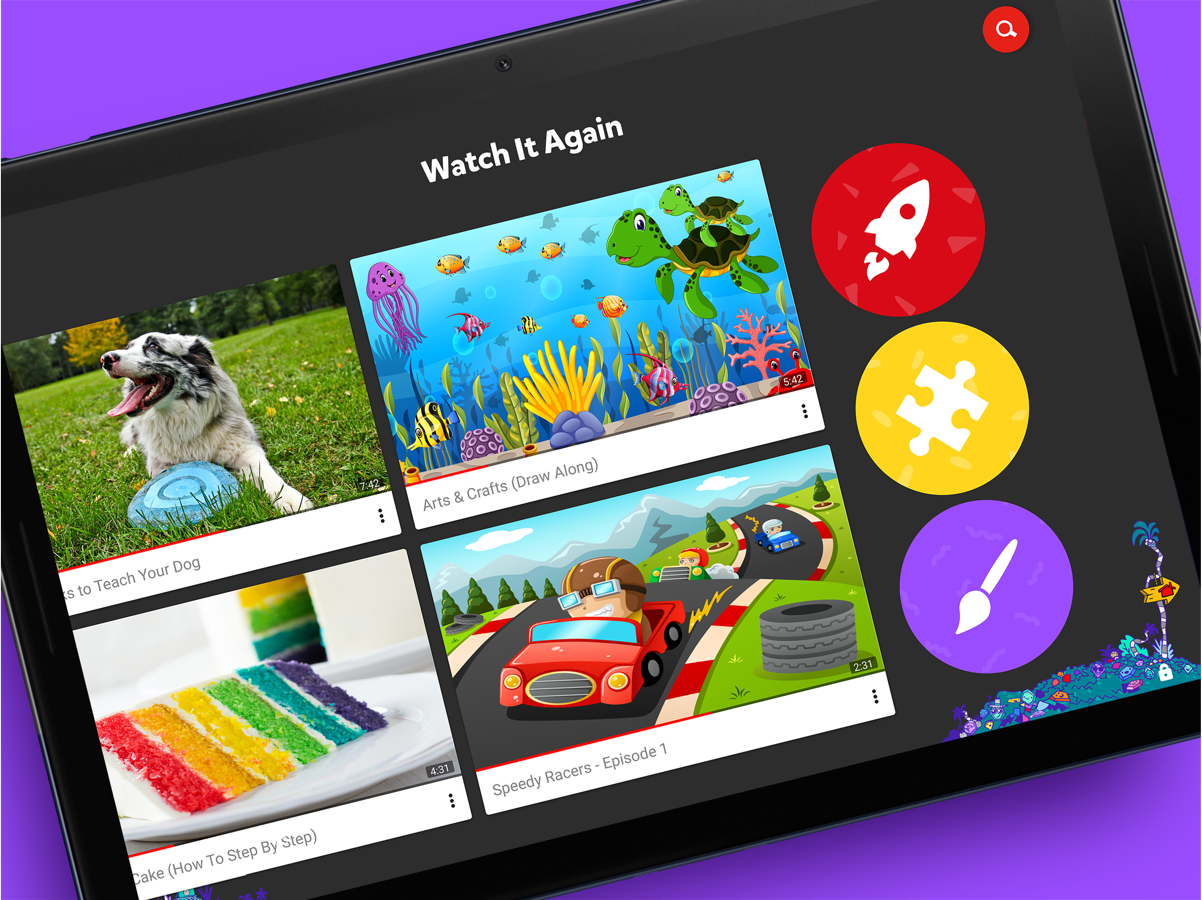 Watch It Again
7:42
ks to Teach Your Dog
5:42
Arts & Crafts (Draw Along)
4:31
Cake (How To Step By Step)
2:31
Speedy Racers - Episode 1